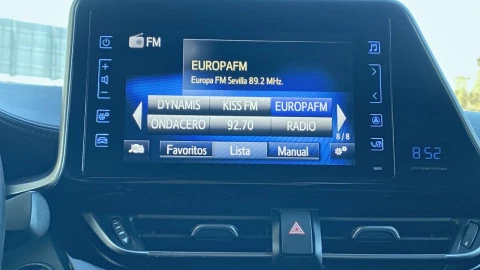 FM
EUROPAFM
Europa FM Sevilla 89.2 MHz.
DYNAMIS KISS FM EUROPAFM
ONDACERO 92.70 RADIO
8/8
Favoritos Lista Manual
8:52